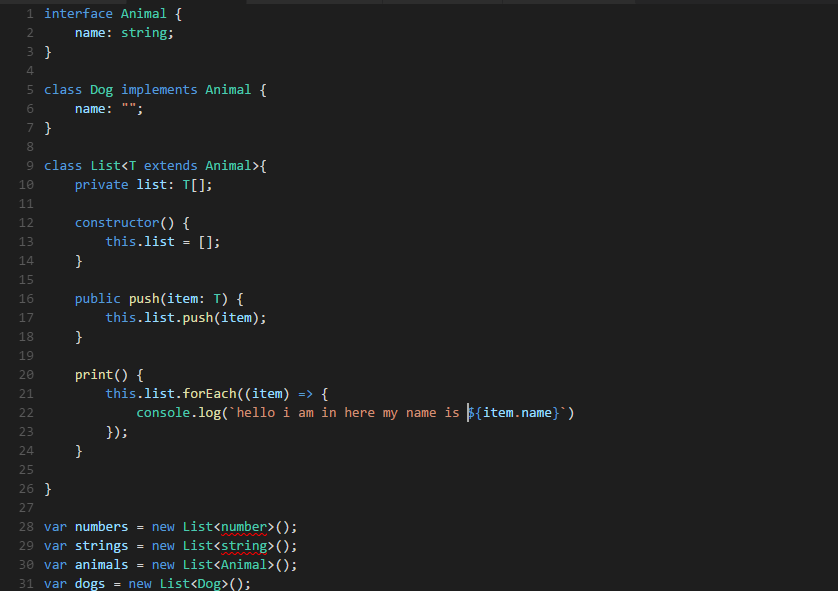 1 interface Animal {
2     name: string;
3 }
4
5 class Dog implements Animal {
6     name: "";
7 }
8
9 class List<T extends Animal>{
10     private list: T[];
11
12     constructor() {
13         this.list = [];
14     }
15
16     public push(item: T) {
17         this.list.push(item);
18     }
19
20     print() {
21         this.list.forEach((item) => {
22             console.log(`hello i am in here my name is ${item.name}`)
23         });
24     }
25
26 }
27
28 var numbers = new List<number>();
29 var strings = new List<string>();
30 var animals = new List<Animal>();
31 var dogs = new List<Dog>();